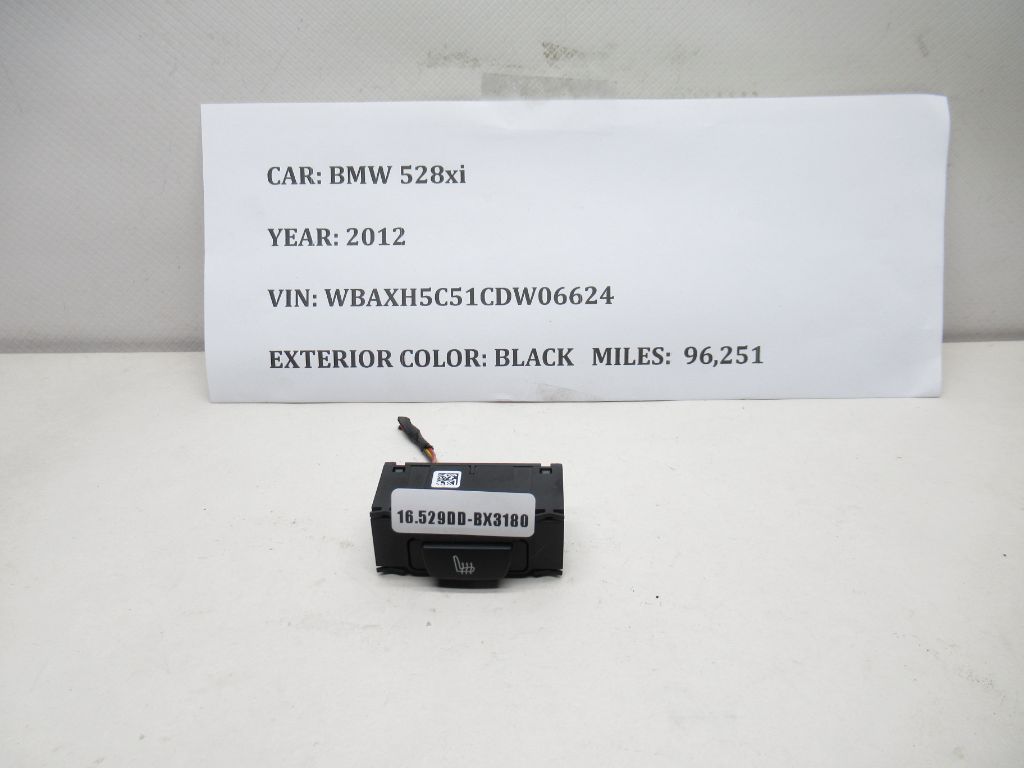 CAR: BMW 528xi
YEAR: 2012
VIN: WBAXH5C51CDW06624
EXTERIOR COLOR: BLACK MILES: 96,251
16.529DD-BX3180